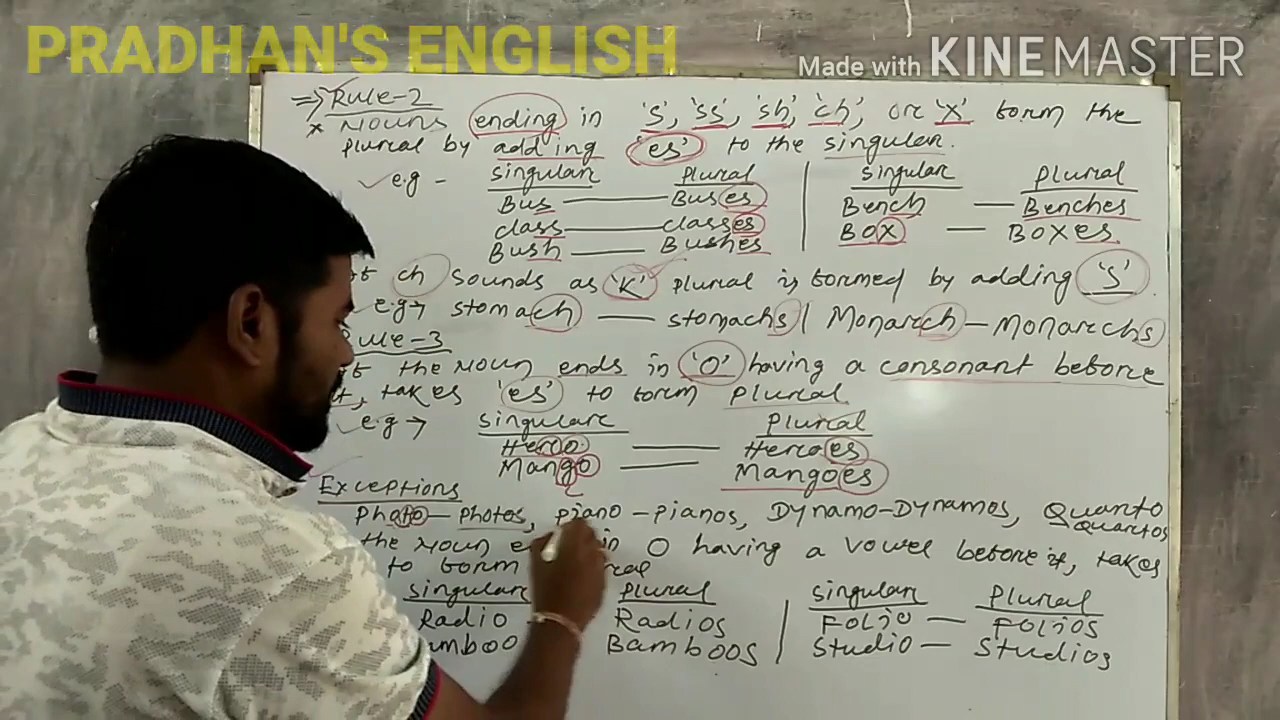 PRADHAN'S ENGLISH
Made with KINEMASTER
⇒ Rule-2
* Nouns ending in 's', 'ss', 'sh', 'ch', or 'x' form the
plural by adding 'es' to the singular.
✓ e.g - singular Plural | singular Plural
Bus — Buses | Bench — Benches
class — classes | Box — Boxes
Bush — Bushes
If ch sounds as 'K' plural is formed by adding 's'.
e.g → stomach — stomachs | Monarch — Monarchs
Rule-3
If the noun ends in 'O' having a consonant before
it, takes 'es' to form plural.
✓ e.g → singular Plural
Hero — Heroes
Mango — Mangoes
Exceptions
Photo - photos, piano - pianos, Dynamo - Dynamos, Quanto
Quantos
the noun in O having a vowel before it, takes
to form
singular Plural | singular Plural
Radio Radios | Folio — Folios
amboo Bamboos | Studio — Studios